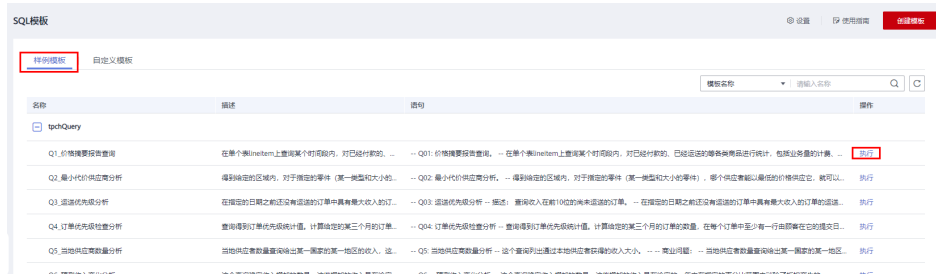 SQL模板
设置 使用指南 创建模板
样例模板 自定义模板
模板名称 请输入名称
名称 描述 语句 操作
tpchQuery
Q1_价格摘要报告查询 在单个表lineitem上查询某个时间段内，对已经付款的、... -- Q01: 价格摘要报告查询。 -- 在单个表lineitem上查询某个时间段内，对已经付款的、已经运送的等各类商品进行统计，包括业务量的计费、... 执行
Q2_最小代价供应商分析 得到给定的区域内，对于指定的零件（某一类型和大小的... -- Q02: 最小代价供应商分析。 -- 得到给定的区域内，对于指定的零件（某一类型和大小的零件），哪个供应者能以最低的价格供应它，就可以... 执行
Q3_运送优先级分析 在指定的日期之前还没有运送的订单中具有最大收入的订... -- Q03: 运送优先级分析 -- 描述： 查询收入在前10位的尚未运送的订单。 -- 在指定的日期之前还没有运送的订单中具有最大收入的订单的运送... 执行
Q4_订单优先级检查分析 查询得到订单优先级统计值。计算给定的某三个月的订... -- Q04: 订单优先级检查分析 -- 查询得到订单优先级统计值。计算给定的某三个月的订单的数量，在每个订单中至少有一行由顾客在它的提交日... 执行
Q5_当地供应商数量分析 当地供应者数量查询给出某一国家的某一地区的收入，这... -- Q5: 当地供应商数量分析 -- 这个查询列出通过本地供应者获得的收入大小。 -- -- 商业问题： -- 当地供应者数量查询给出某一国家的某一地区... 执行